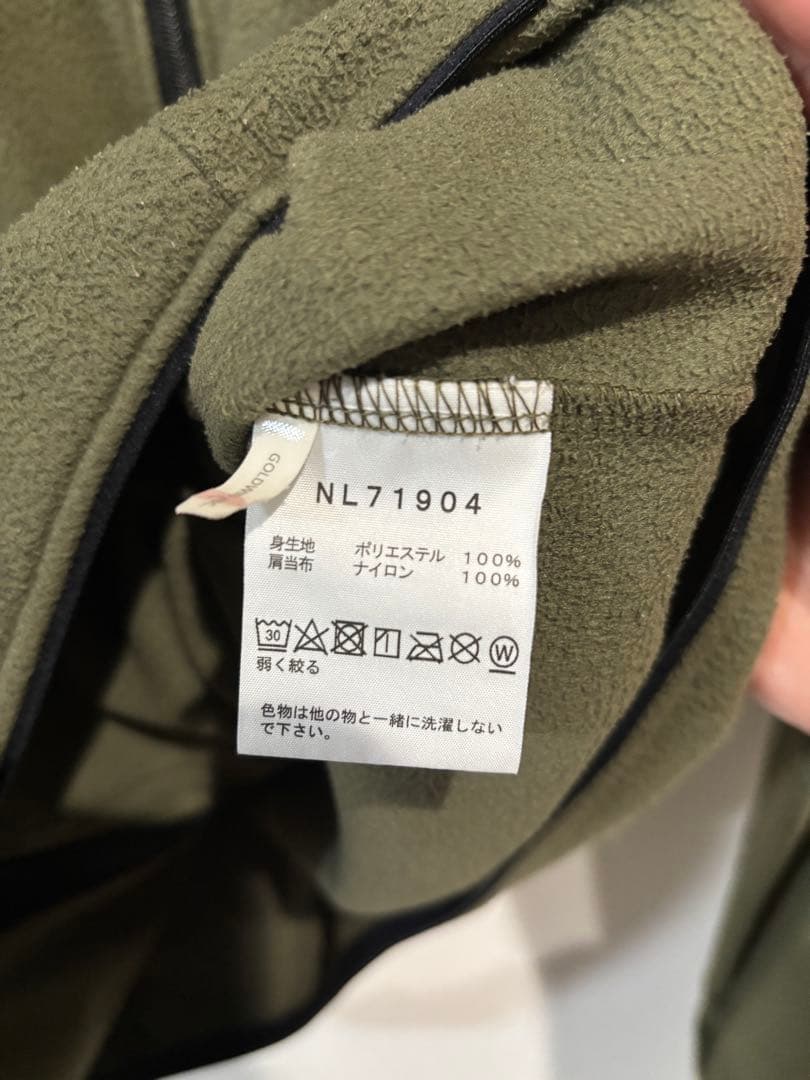 NL71904
身生地 ポリエステル 100%
肩当布 ナイロン 100%
30 W
弱く絞る
色物は他の物と一緒に洗濯しない
で下さい。